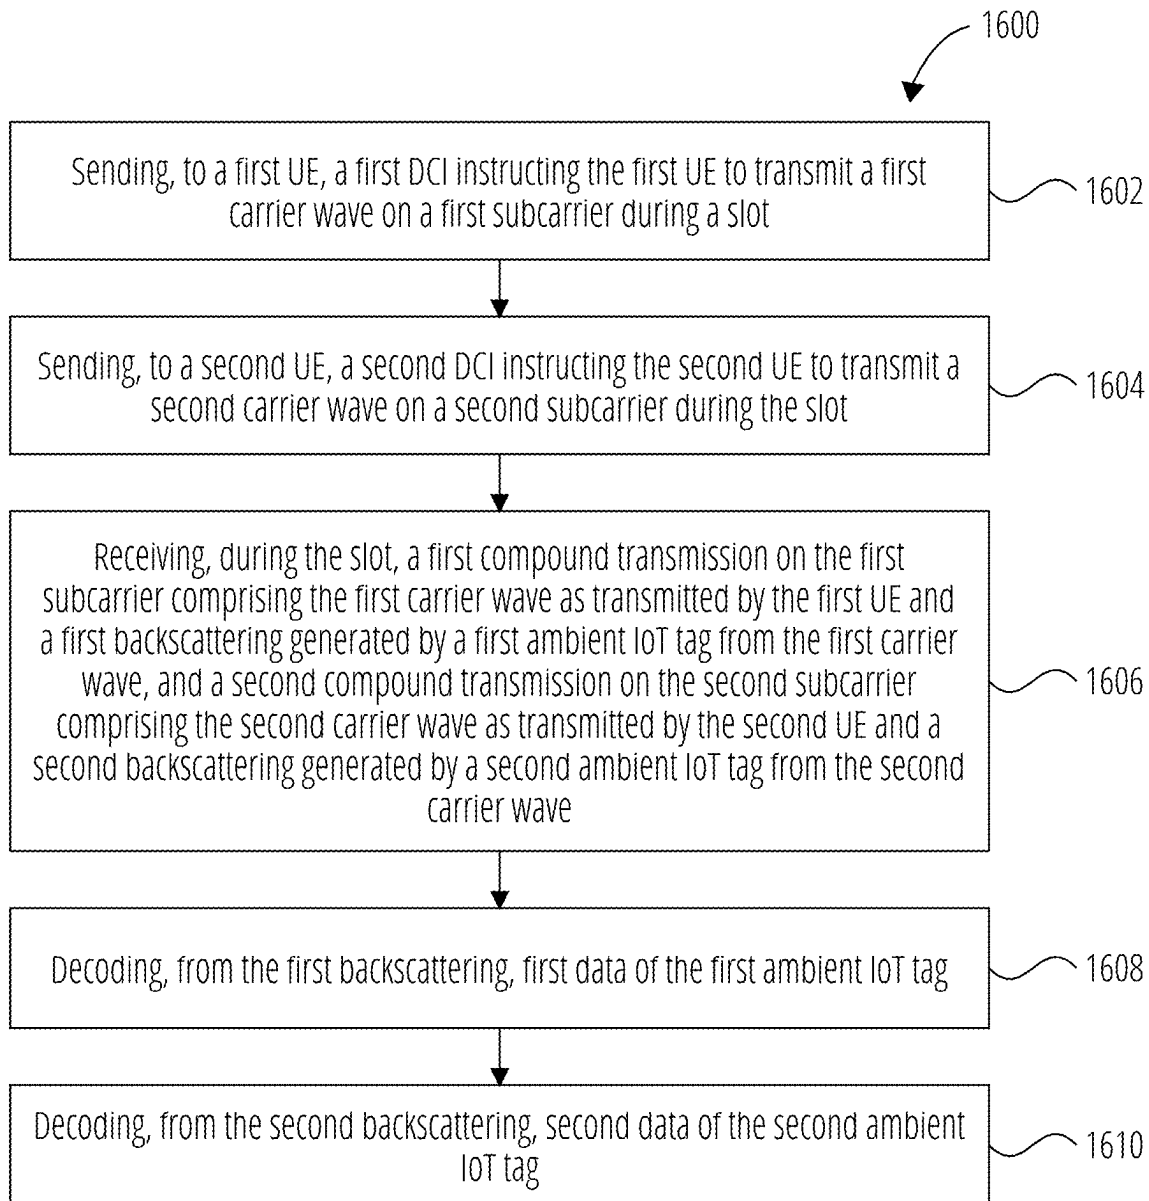 1600
Sending, to a first UE, a first DCI instructing the first UE to transmit a first
carrier wave on a first subcarrier during a slot
1602
Sending, to a second UE, a second DCI instructing the second UE to transmit a
second carrier wave on a second subcarrier during the slot
1604
Receiving, during the slot, a first compound transmission on the first
subcarrier comprising the first carrier wave as transmitted by the first UE and
a first backscattering generated by a first ambient IoT tag from the first carrier
wave, and a second compound transmission on the second subcarrier
comprising the second carrier wave as transmitted by the second UE and a
second backscattering generated by a second ambient IoT tag from the second
carrier wave
1606
Decoding, from the first backscattering, first data of the first ambient IoT tag
1608
Decoding, from the second backscattering, second data of the second ambient
IoT tag
1610